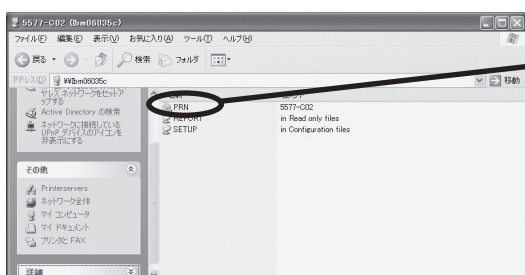 5577-C02 (Ibm06035c)
ファイル(F) 編集(E) 表示(V) お気に入り(A) ツール(T) ヘルプ(H)
戻る 検索 フォルダ
アドレス(D) ¥¥Ibm06035c 移動
ヤレス ネットワークをセットア
ップする
Active Directory の検索
ネットワークに接続している
UPnP デバイスのアイコンを
非表示にする
その他
Printerservers
ネットワーク全体
マイ コンピュータ
マイ ドキュメント
プリンタと FAX
詳細
PRN 5577-C02
REPORT in Read only files
SETUP in Configuration files